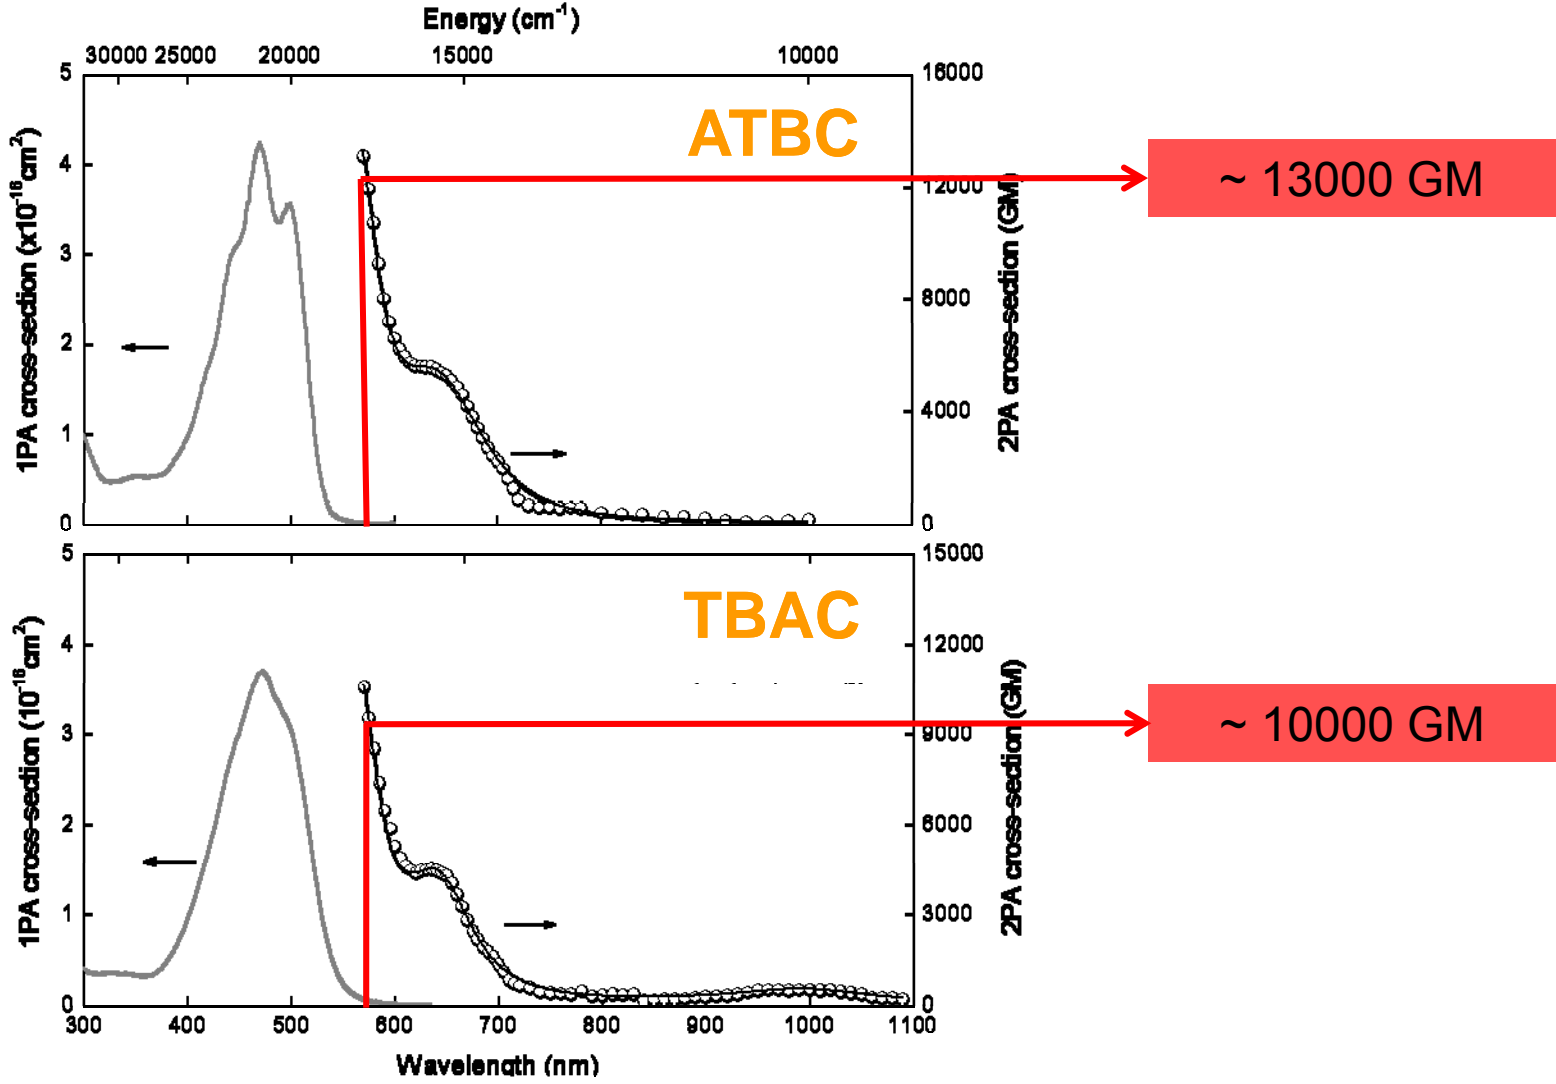 Energy (cm⁻¹)
30000 25000 20000 15000 10000
5 16000
ATBC
4
~ 13000 GM
12000
3
8000
2
4000
1
0 0
1PA cross-section (x10⁻¹⁶cm²)
2PA cross-section (GM)
5 15000
TBAC
4 12000
~ 10000 GM
3 9000
2 6000
1 3000
0 0
1PA cross-section (10⁻¹⁶cm²)
2PA cross-section (GM)
300 400 500 600 700 800 900 1000 1100
Wavelength (nm)